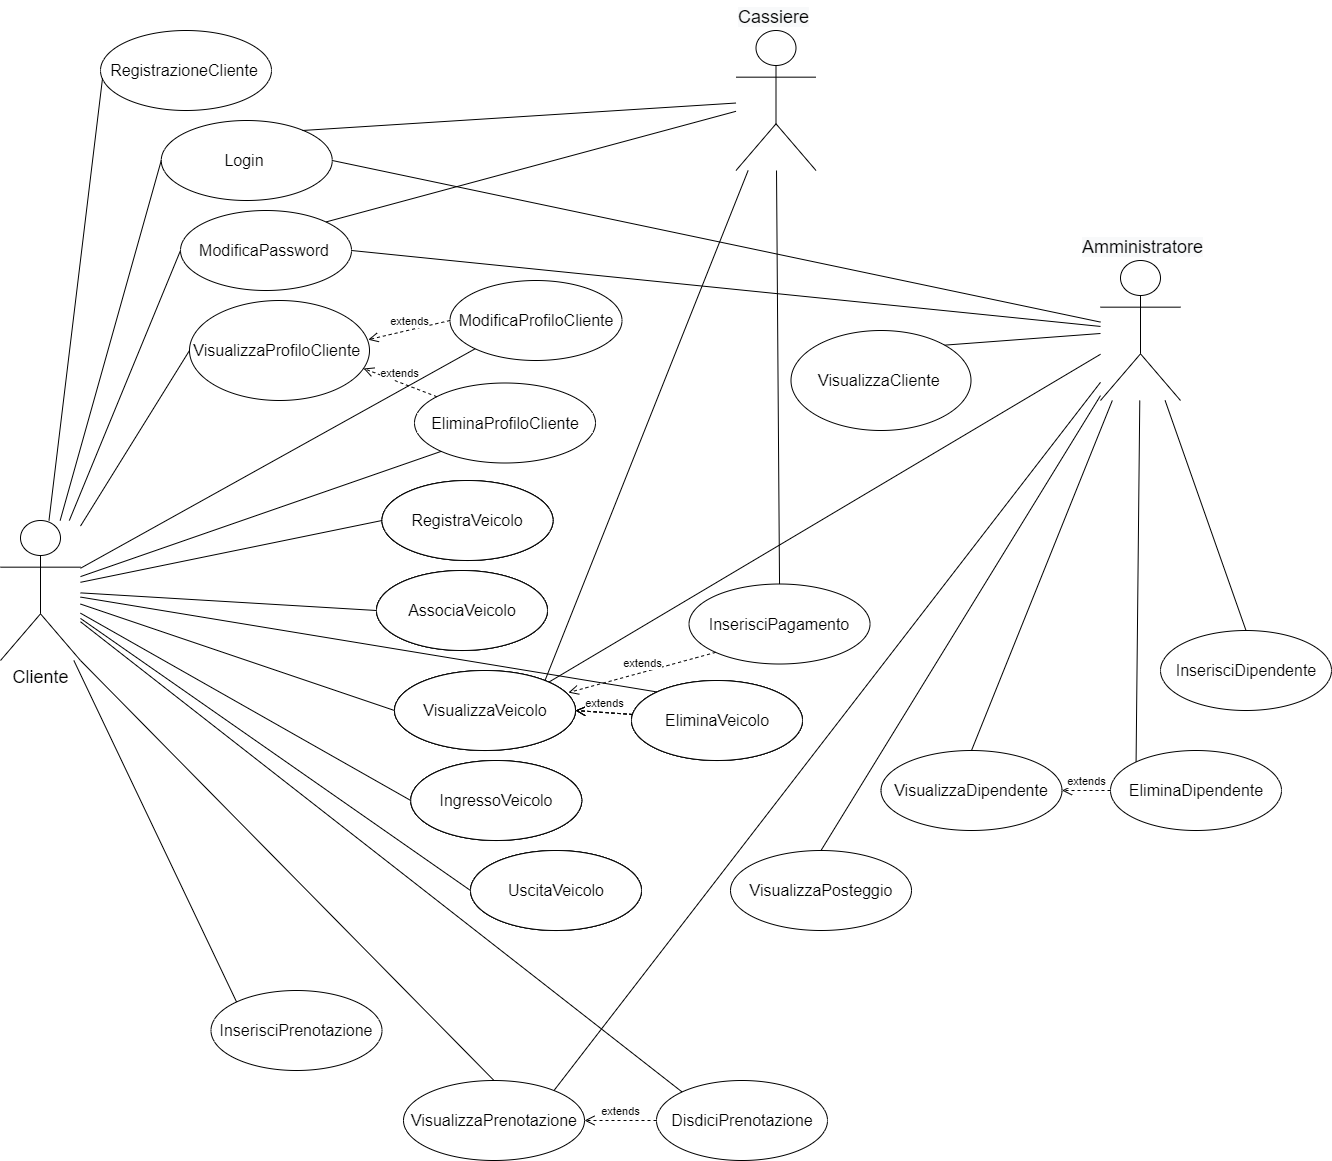 Cassiere
RegistrazioneCliente
Login
ModificaPassword
Amministratore
extends
ModificaProfiloCliente
VisualizzaProfiloCliente
extends
VisualizzaCliente
EliminaProfiloCliente
RegistraVeicolo
AssociaVeicolo
InserisciPagamento
extends
InserisciDipendente
Cliente
extends
VisualizzaVeicolo
EliminaVeicolo
extends
IngressoVeicolo
VisualizzaDipendente
EliminaDipendente
UscitaVeicolo
VisualizzaPosteggio
InserisciPrenotazione
extends
VisualizzaPrenotazione
DisdiciPrenotazione